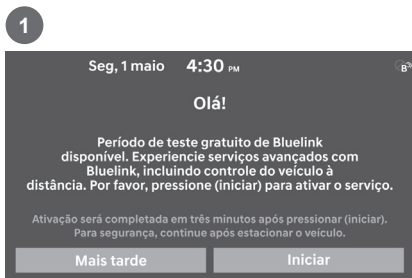 1
Seg, 1 maio 4:30 PM
Olá!
Período de teste gratuito de Bluelink
disponível. Experiencie serviços avançados com
Bluelink, incluindo controle do veículo à
distância. Por favor, pressione (iniciar) para ativar o serviço.
Ativação será completada em três minutos após pressionar (iniciar).
Para segurança, continue após estacionar o veículo.
Mais tarde Iniciar